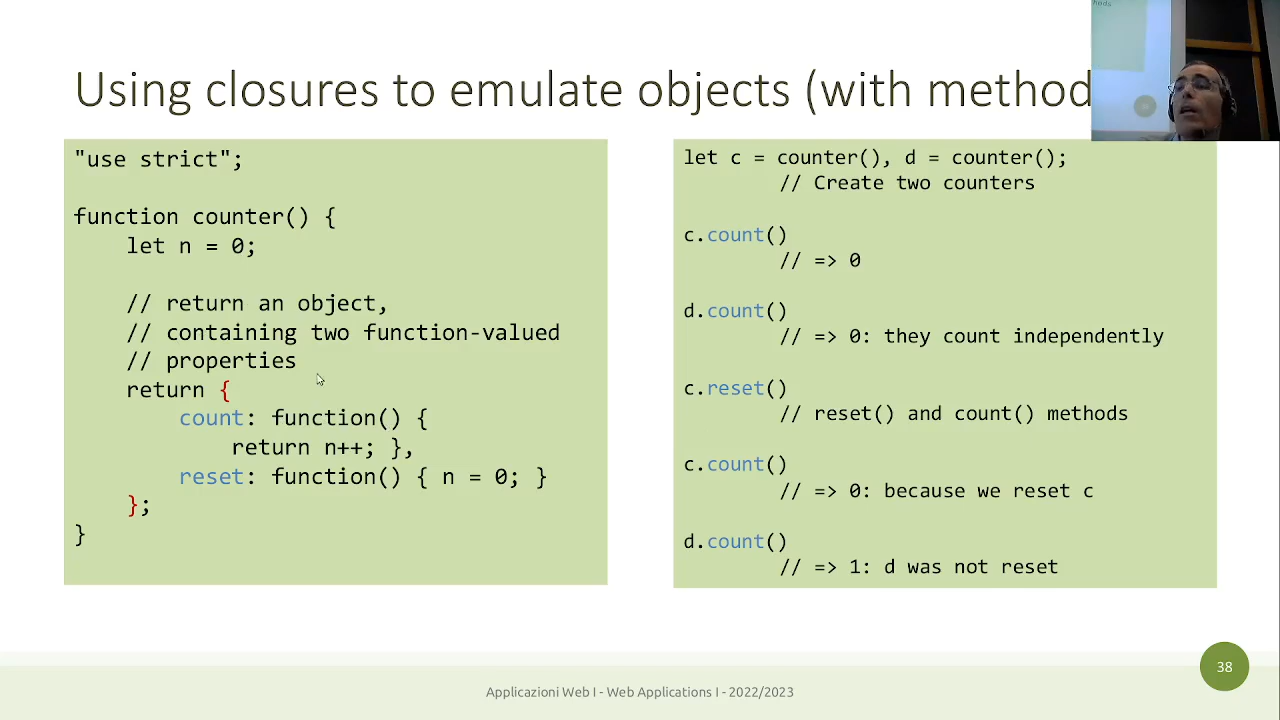 Using closures to emulate objects (with method
"use strict";
function counter() {
let n = 0;
// return an object,
// containing two function-valued
// properties
return {
count: function() {
return n++; },
reset: function() { n = 0; }
};
}
let c = counter(), d = counter();
// Create two counters
c.count()
// => 0
d.count()
// => 0: they count independently
c.reset()
// reset() and count() methods
c.count()
// => 0: because we reset c
d.count()
// => 1: d was not reset
38
Applicazioni Web I - Web Applications I - 2022/2023